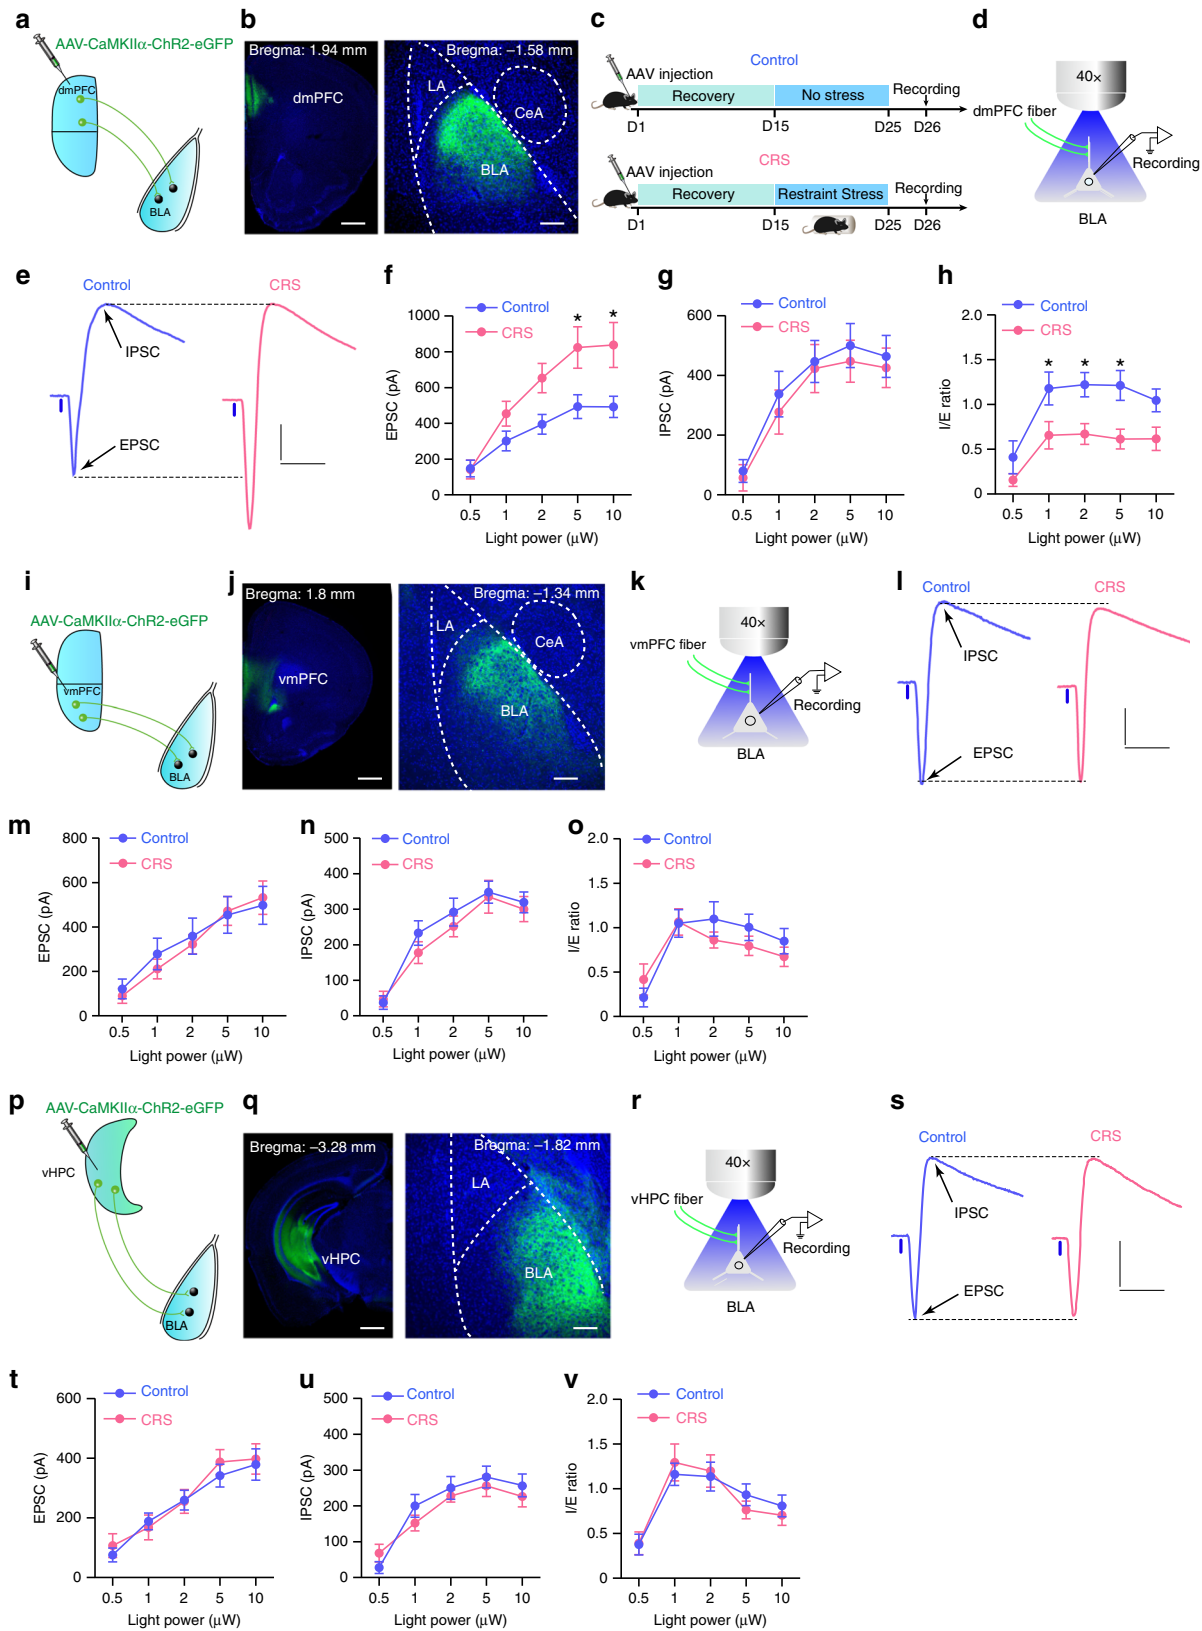 a
AAV-CaMKIIα-ChR2-eGFP
dmPFC
BLA
b
Bregma: 1.94 mm
dmPFC
Bregma: –1.58 mm
LA
CeA
BLA
c
Control
AAV injection
Recovery
No stress
Recording
D1
D15
D25
D26
CRS
AAV injection
Recovery
Restraint Stress
Recording
D1
D15
D25
D26
d
40×
dmPFC fiber
Recording
BLA
e
Control
CRS
IPSC
EPSC
f
Control
CRS
EPSC (pA)
1000
800
600
400
200
0
* *
0.5 1 2 5 10
Light power (μW)
g
Control
CRS
IPSC (pA)
600
400
200
0
0.5 1 2 5 10
Light power (μW)
h
Control
CRS
I/E ratio
2.0
1.5
1.0
0.5
0
* * *
0.5 1 2 5 10
Light power (μW)
i
AAV-CaMKIIα-ChR2-eGFP
vmPFC
BLA
j
Bregma: 1.8 mm
vmPFC
Bregma: –1.34 mm
LA
CeA
BLA
k
40×
vmPFC fiber
Recording
BLA
l
Control
CRS
IPSC
EPSC
m
Control
CRS
EPSC (pA)
800
600
400
200
0
0.5 1 2 5 10
Light power (μW)
n
Control
CRS
IPSC (pA)
500
400
300
200
100
0
0.5 1 2 5 10
Light power (μW)
o
Control
CRS
I/E ratio
2.0
1.5
1.0
0.5
0
0.5 1 2 5 10
Light power (μW)
p
AAV-CaMKIIα-ChR2-eGFP
vHPC
BLA
q
Bregma: –3.28 mm
vHPC
Bregma: –1.82 mm
LA
BLA
r
40×
vHPC fiber
Recording
BLA
s
Control
CRS
IPSC
EPSC
t
Control
CRS
EPSC (pA)
600
400
200
0
0.5 1 2 5 10
Light power (μW)
u
Control
CRS
IPSC (pA)
500
400
300
200
100
0
0.5 1 2 5 10
Light power (μW)
v
Control
CRS
I/E ratio
2.0
1.5
1.0
0.5
0
0.5 1 2 5 10
Light power (μW)